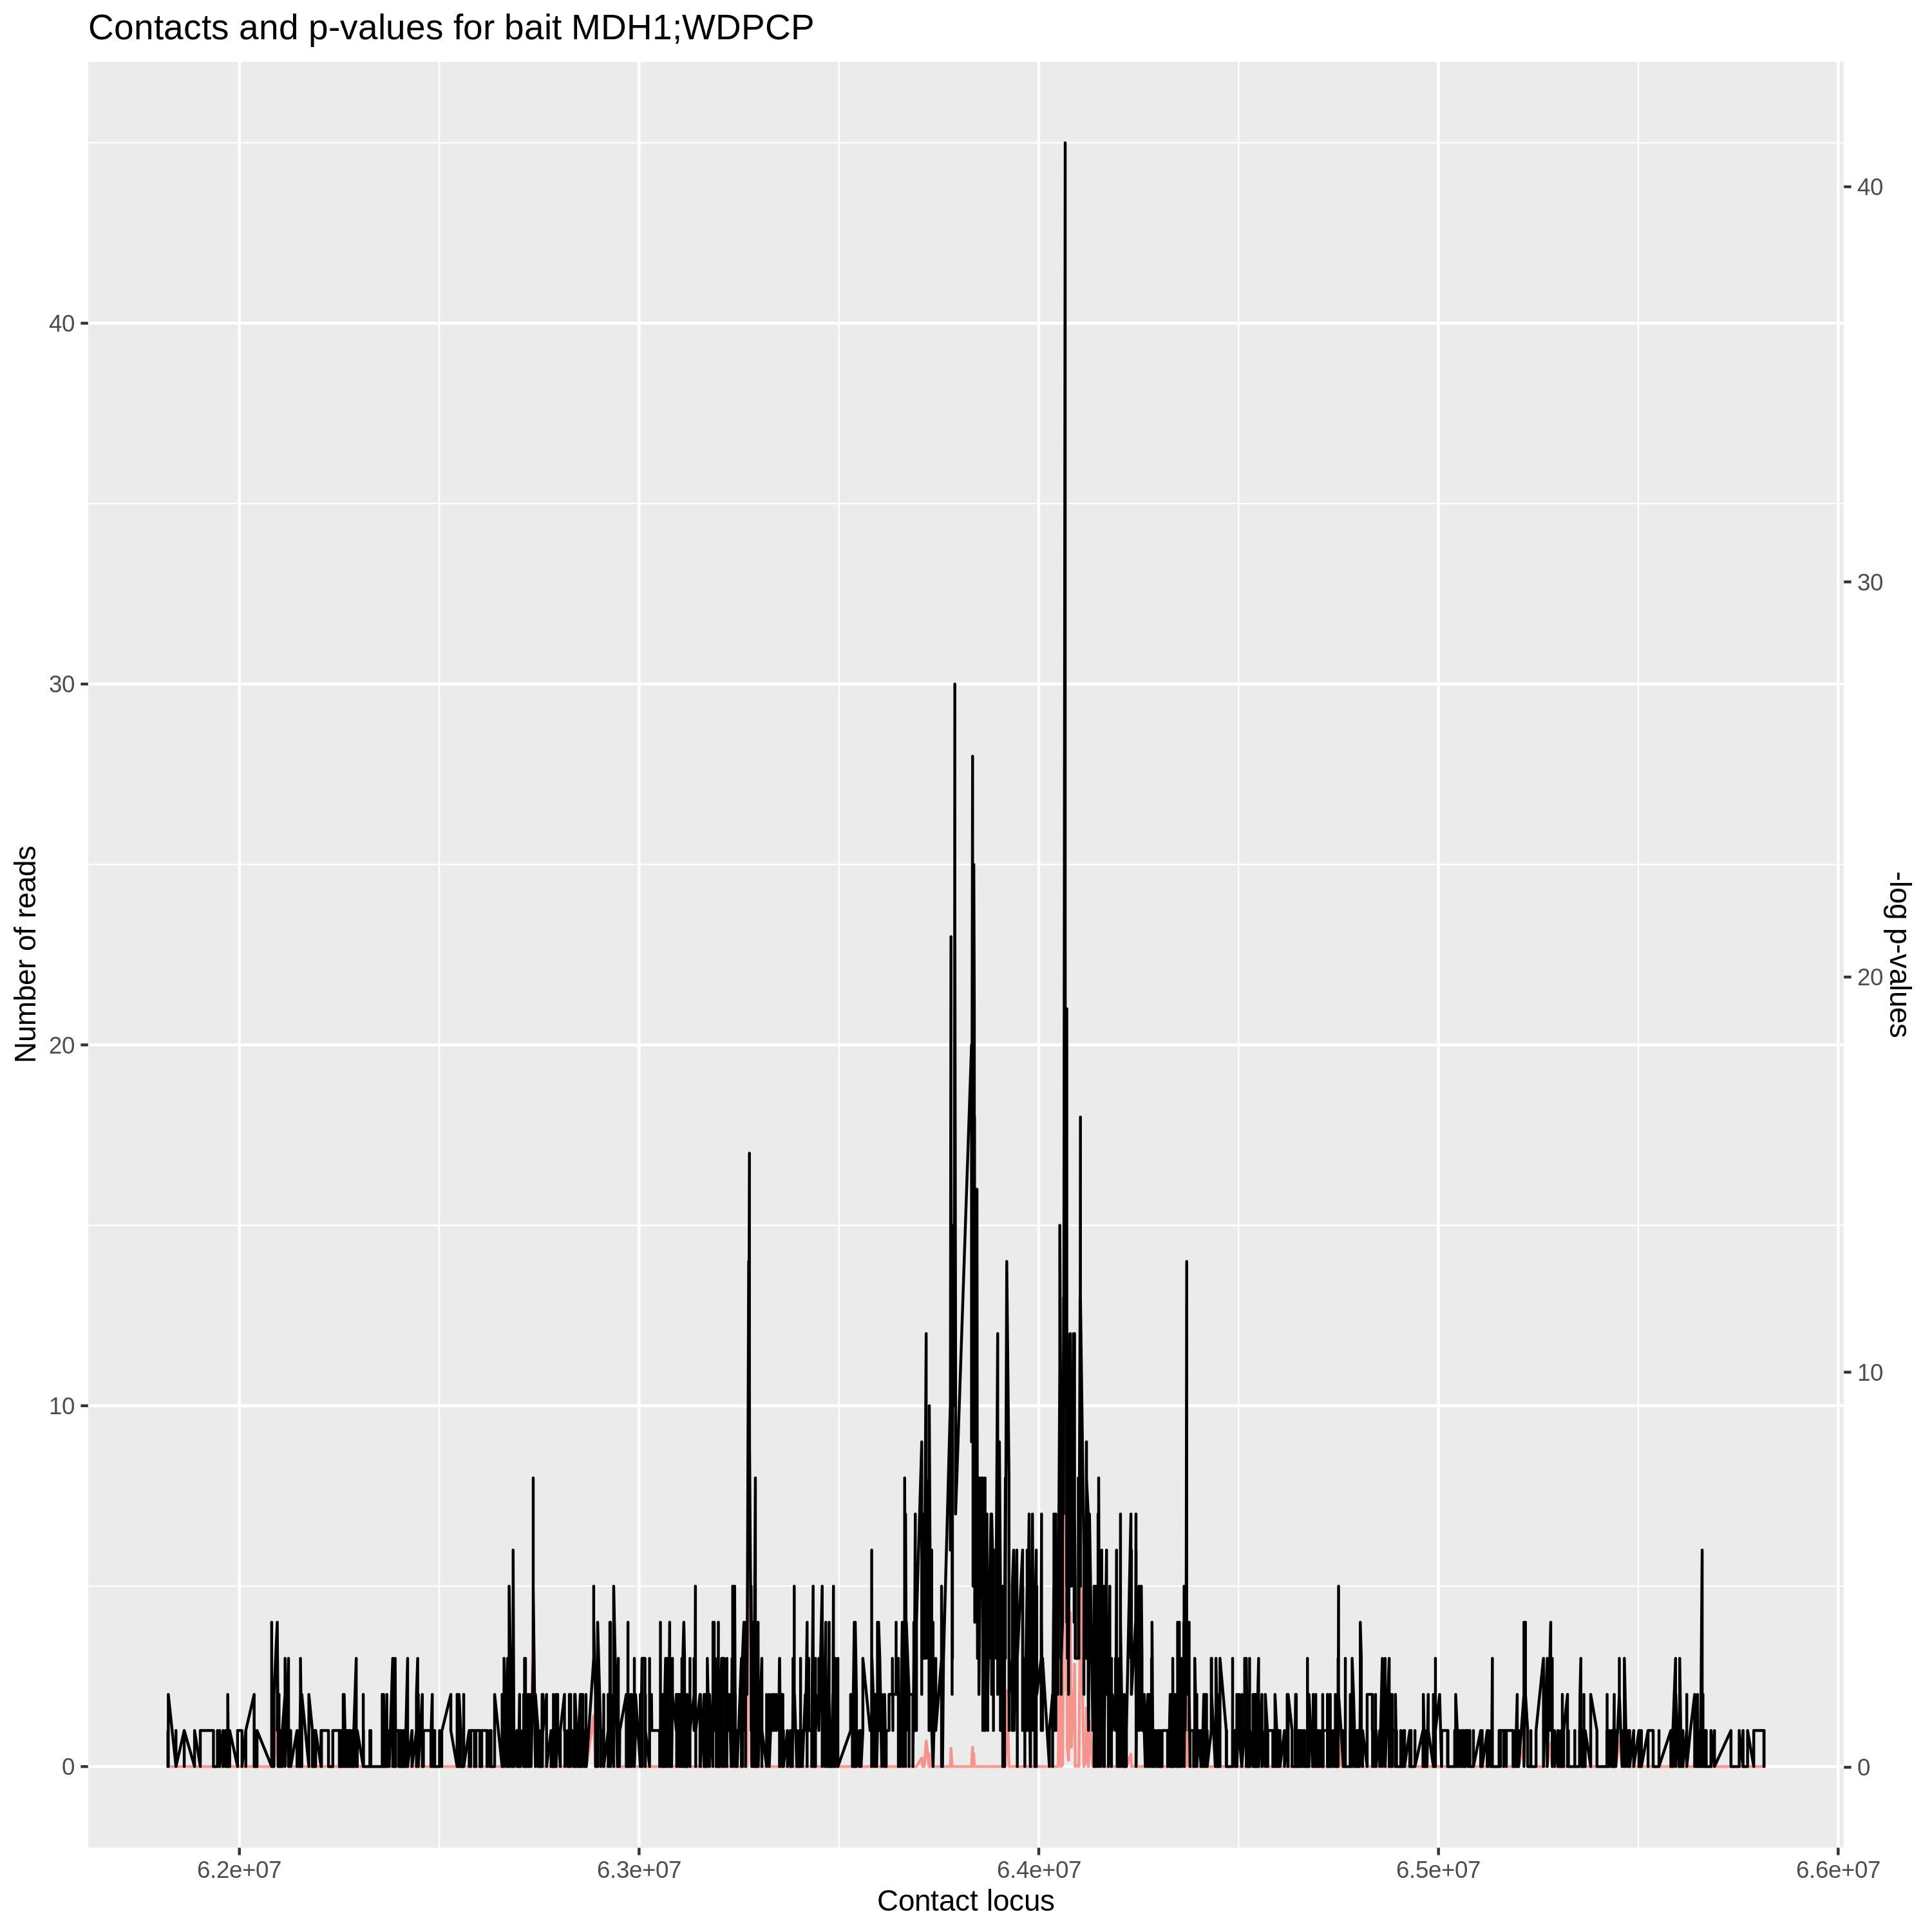 Contacts and p-values for bait MDH1;WDPCP
Number of reads
40
30
20
10
0
40
30
20
10
0
-log p-values
6.2e+07 6.3e+07 6.4e+07 6.5e+07 6.6e+07
Contact locus